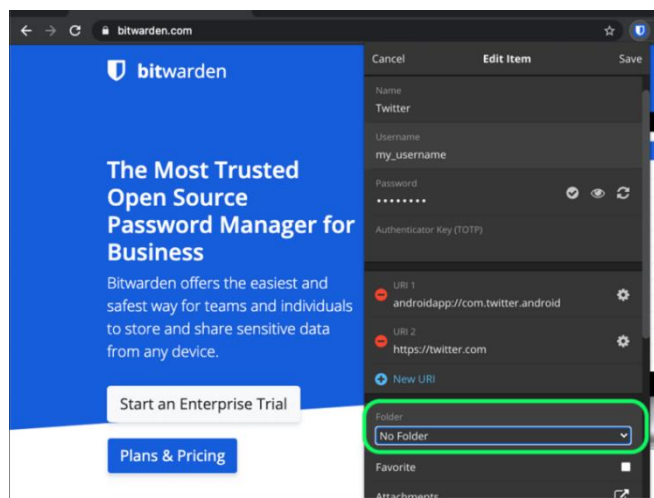 bitwarden.com
bitwarden
The Most Trusted
Open Source
Password Manager for
Business
Bitwarden offers the easiest and
safest way for teams and individuals
to store and share sensitive data
from any device.
Start an Enterprise Trial
Plans & Pricing
Cancel Edit Item Save
Name
Twitter
Username
my_username
Password
••••••••
Authenticator Key (TOTP)
URI 1
androidapp://com.twitter.android
URI 2
https://twitter.com
New URI
Folder
No Folder
Favorite
Attachments